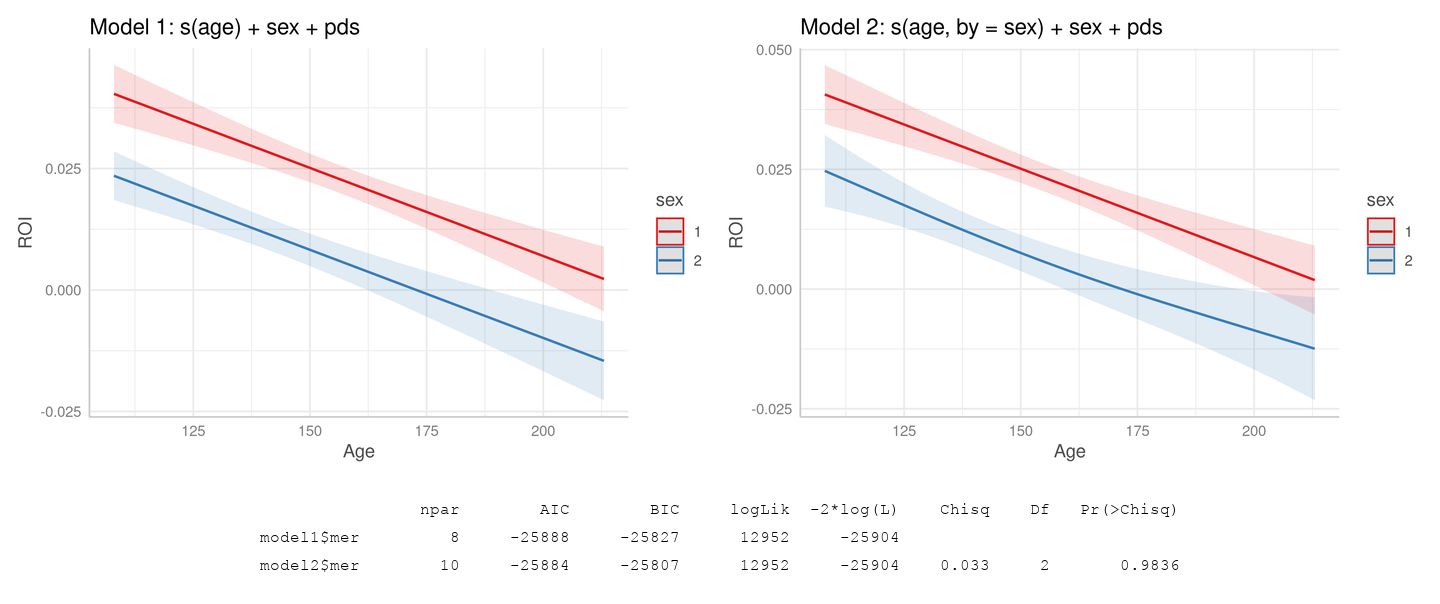 Model 1: s(age) + sex + pds
ROI
0.025
0.000
-0.025
125 150 175 200
Age
sex
1
2
Model 2: s(age, by = sex) + sex + pds
ROI
0.050
0.025
0.000
-0.025
125 150 175 200
Age
sex
1
2
npar AIC BIC logLik -2*log(L) Chisq Df Pr(>Chisq)
model1$mer 8 -25888 -25827 12952 -25904
model2$mer 10 -25884 -25807 12952 -25904 0.033 2 0.9836